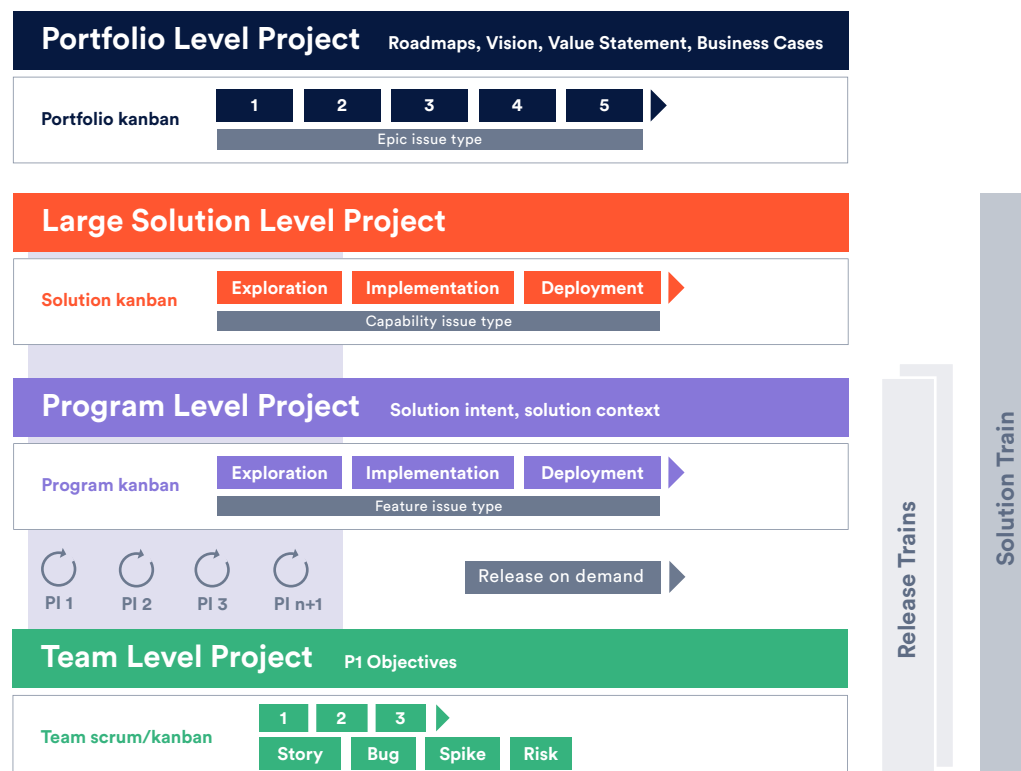 Portfolio Level Project Roadmaps, Vision, Value Statement, Business Cases
Portfolio kanban
1 2 3 4 5
Epic issue type
Large Solution Level Project
Solution kanban
Exploration Implementation Deployment
Capability issue type
Program Level Project Solution intent, solution context
Program kanban
Exploration Implementation Deployment
Feature issue type
PI 1 PI 2 PI 3 PI n+1
Release on demand
Team Level Project P1 Objectives
Team scrum/kanban
1 2 3
Story Bug Spike Risk
Release Trains
Solution Train